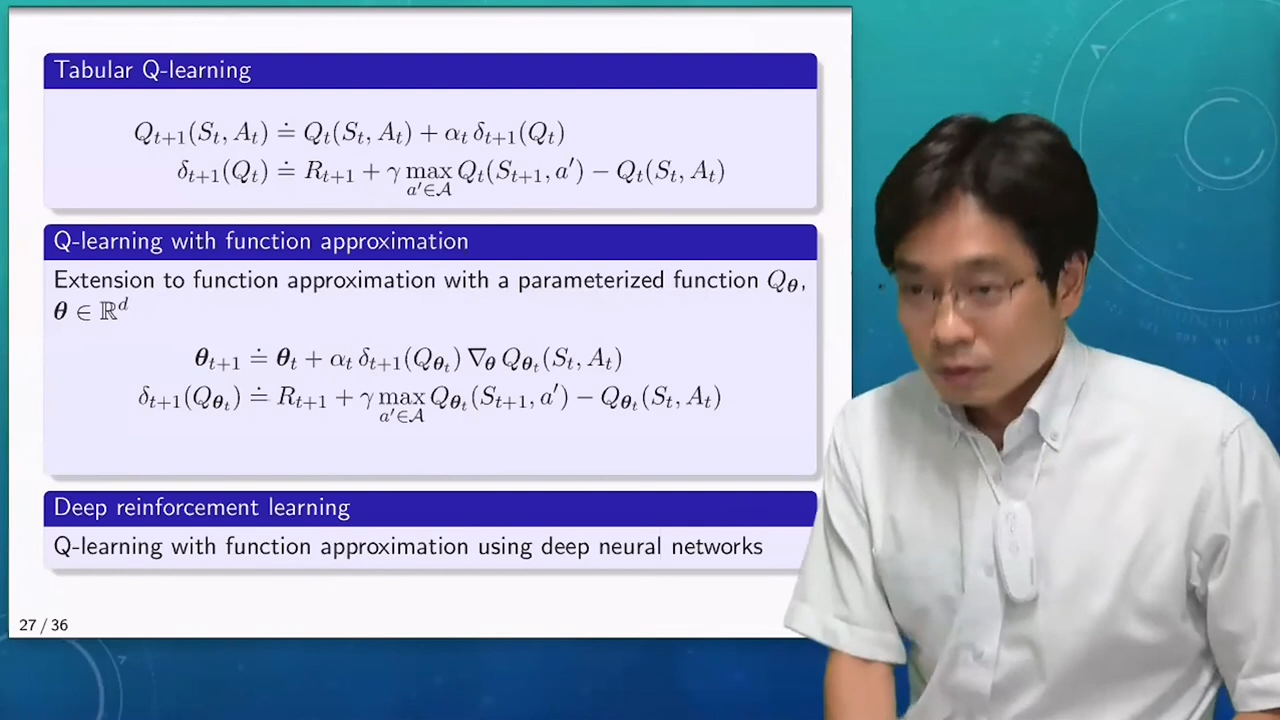 Tabular Q-learning
Q_{t+1}(S_t, A_t) ≐ Q_t(S_t, A_t) + α_t δ_{t+1}(Q_t)
δ_{t+1}(Q_t) ≐ R_{t+1} + γ max_{a′∈𝒜} Q_t(S_{t+1}, a′) − Q_t(S_t, A_t)
Q-learning with function approximation
Extension to function approximation with a parameterized function Q_θ,
θ ∈ ℝ^d
θ_{t+1} ≐ θ_t + α_t δ_{t+1}(Q_{θ_t}) ∇_θ Q_{θ_t}(S_t, A_t)
δ_{t+1}(Q_{θ_t}) ≐ R_{t+1} + γ max_{a′∈𝒜} Q_{θ_t}(S_{t+1}, a′) − Q_{θ_t}(S_t, A_t)
Deep reinforcement learning
Q-learning with function approximation using deep neural networks
27 / 36